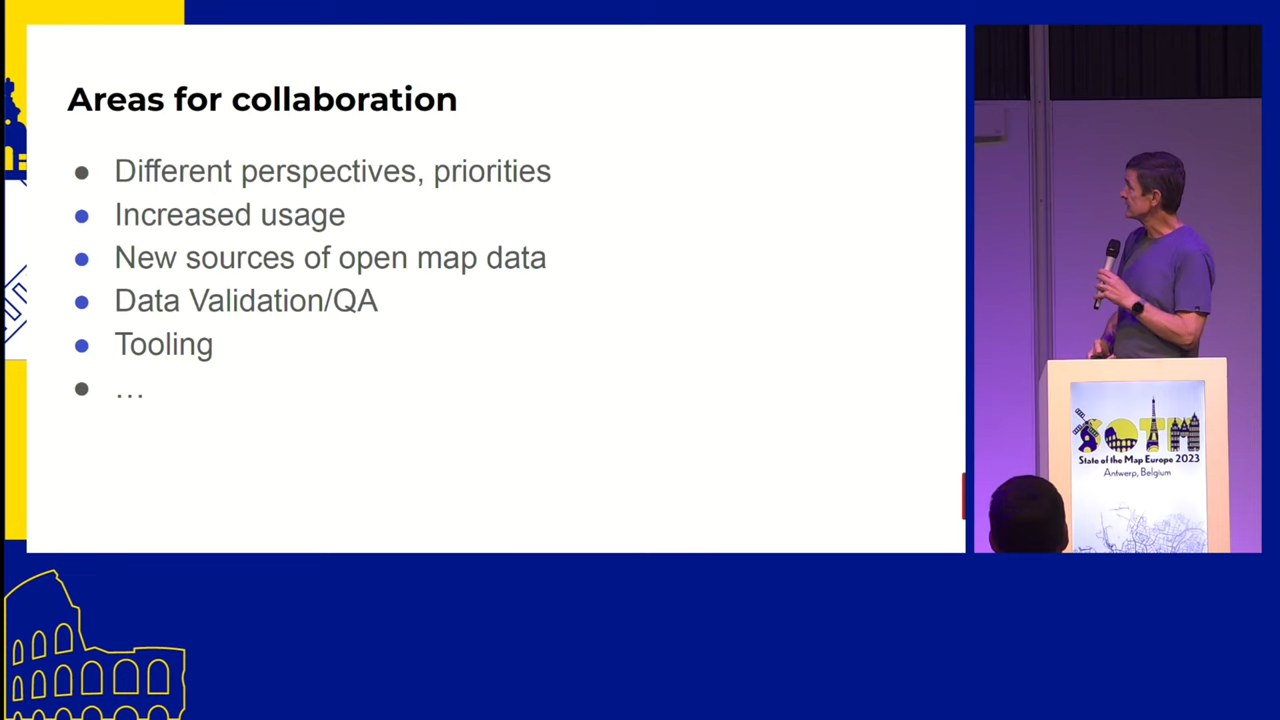 Areas for collaboration
● Different perspectives, priorities
● Increased usage
● New sources of open map data
● Data Validation/QA
● Tooling
● …
SOTM
State of the Map Europe 2023
Antwerp, Belgium